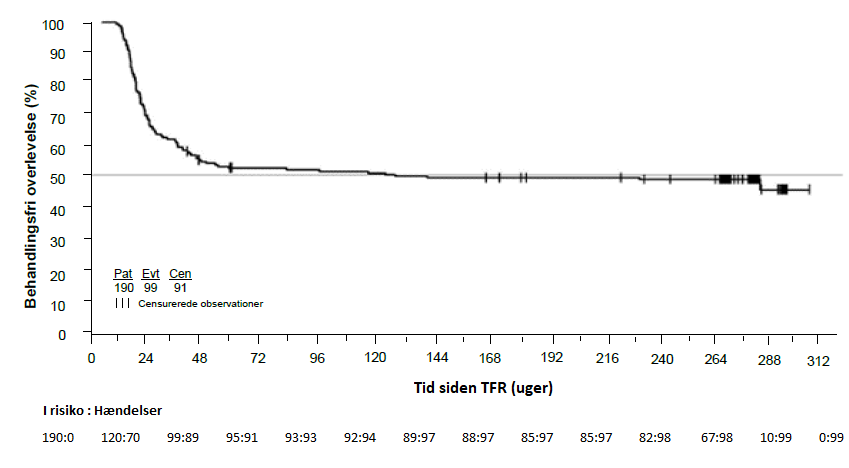 Behandlingsfri overlevelse (%)
100
90
80
70
60
50
40
30
20
10
0
Pat Evt Cen
190 99 91
Censurerede observationer
0 24 48 72 96 120 144 168 192 216 240 264 288 312
Tid siden TFR (uger)
I risiko : Hændelser
190:0 120:70 99:89 95:91 93:93 92:94 89:97 88:97 85:97 85:97 82:98 67:98 10:99 0:99